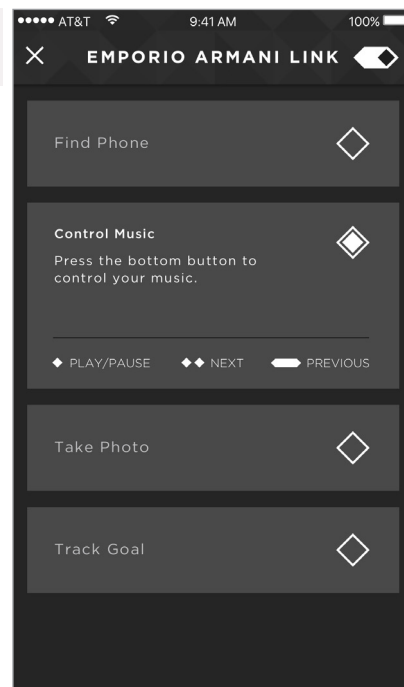 AT&T 9:41 AM 100%
EMPORIO ARMANI LINK
Find Phone
Control Music
Press the bottom button to
control your music.
PLAY/PAUSE NEXT PREVIOUS
Take Photo
Track Goal